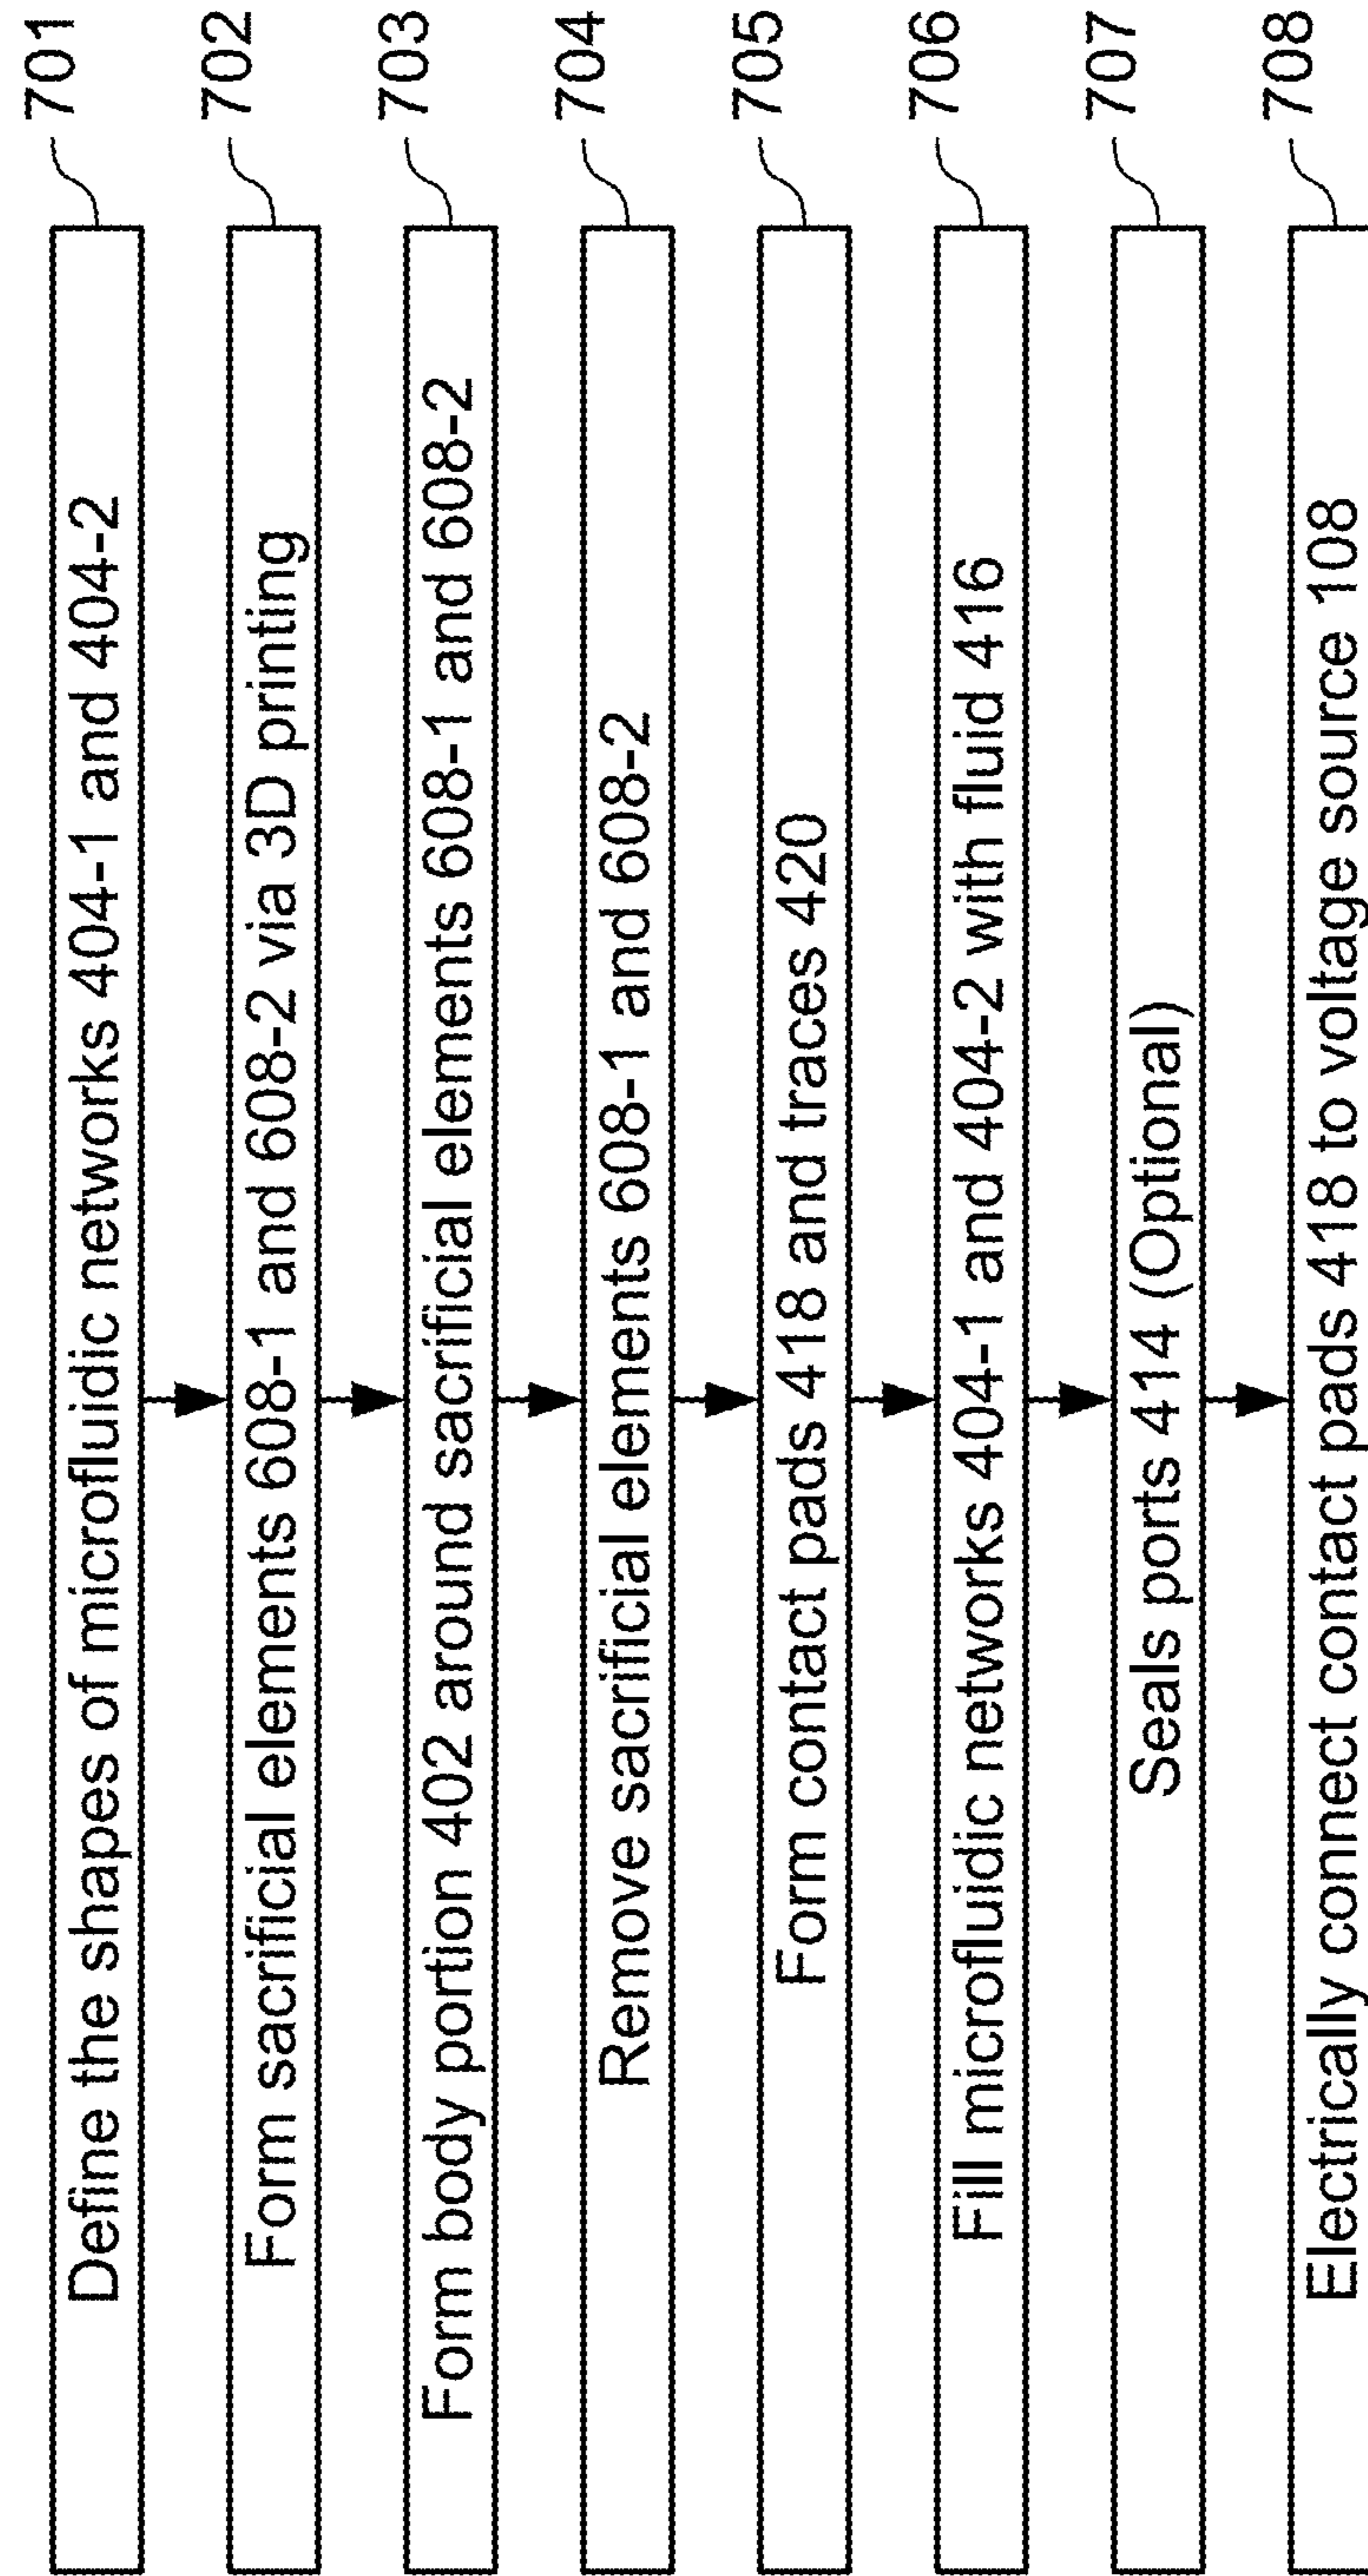 701
Define the shapes of microfluidic networks 404-1 and 404-2
702
Form sacrificial elements 608-1 and 608-2 via 3D printing
703
Form body portion 402 around sacrificial elements 608-1 and 608-2
704
Remove sacrificial elements 608-1 and 608-2
705
Form contact pads 418 and traces 420
706
Fill microfluidic networks 404-1 and 404-2 with fluid 416
707
Seals ports 414 (Optional)
708
Electrically connect contact pads 418 to voltage source 108